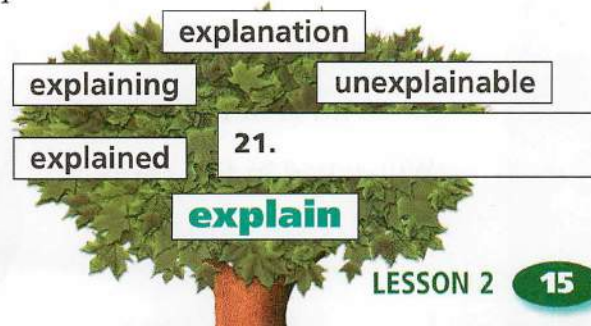 explanation
explaining
unexplainable
21.
explained
explain
LESSON 2 15